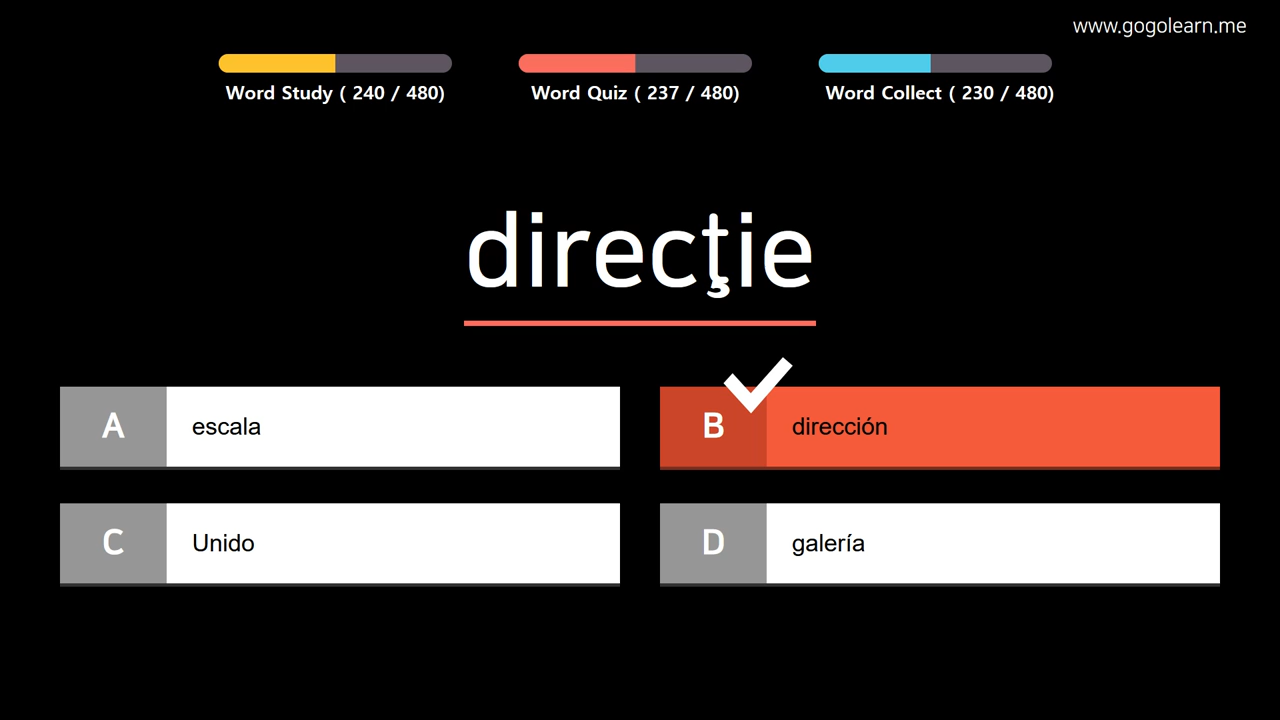 www.gogolearn.me
Word Study ( 240 / 480)
Word Quiz ( 237 / 480)
Word Collect ( 230 / 480)
direcţie
A escala
B dirección
C Unido
D galería